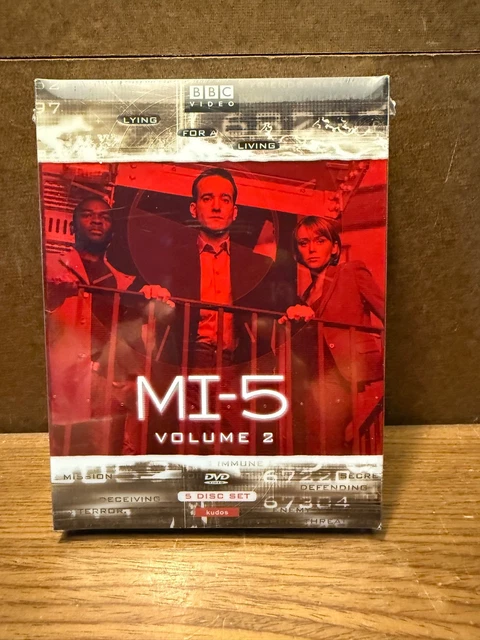 BBC
VIDEO
LYING
FOR A
LIVING
MI-5
VOLUME 2
IMMUNE
MISSION
DVD
DECEIVING
5 DISC SET
DEFENDING
TERROR
kudos
67304